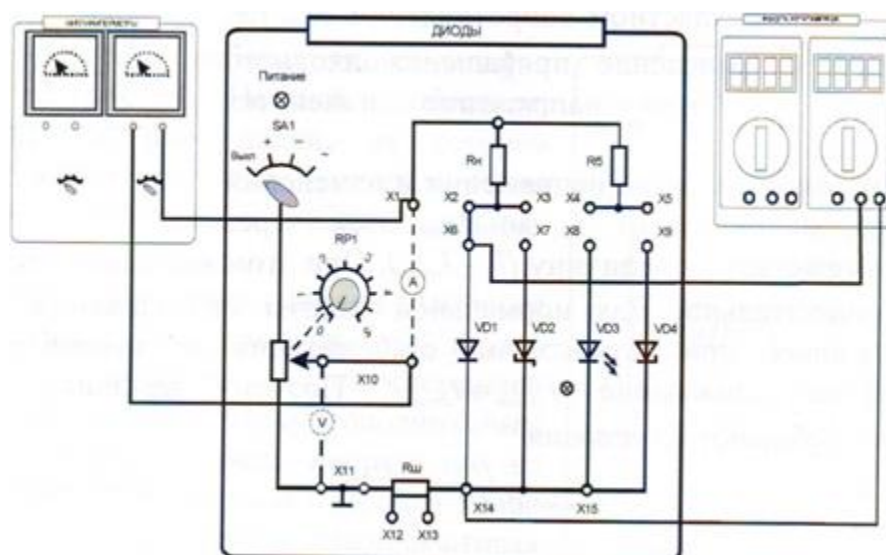 ДИОДЫ
Питание
SA1
Выкл
+ − ~
X1
Rн
Rб
X2
X3
X4
X5
X6
X7
X8
X9
RP1
A
VD1
VD2
VD3
VD4
X10
V
X11
Rш
X14
X15
X12
X13